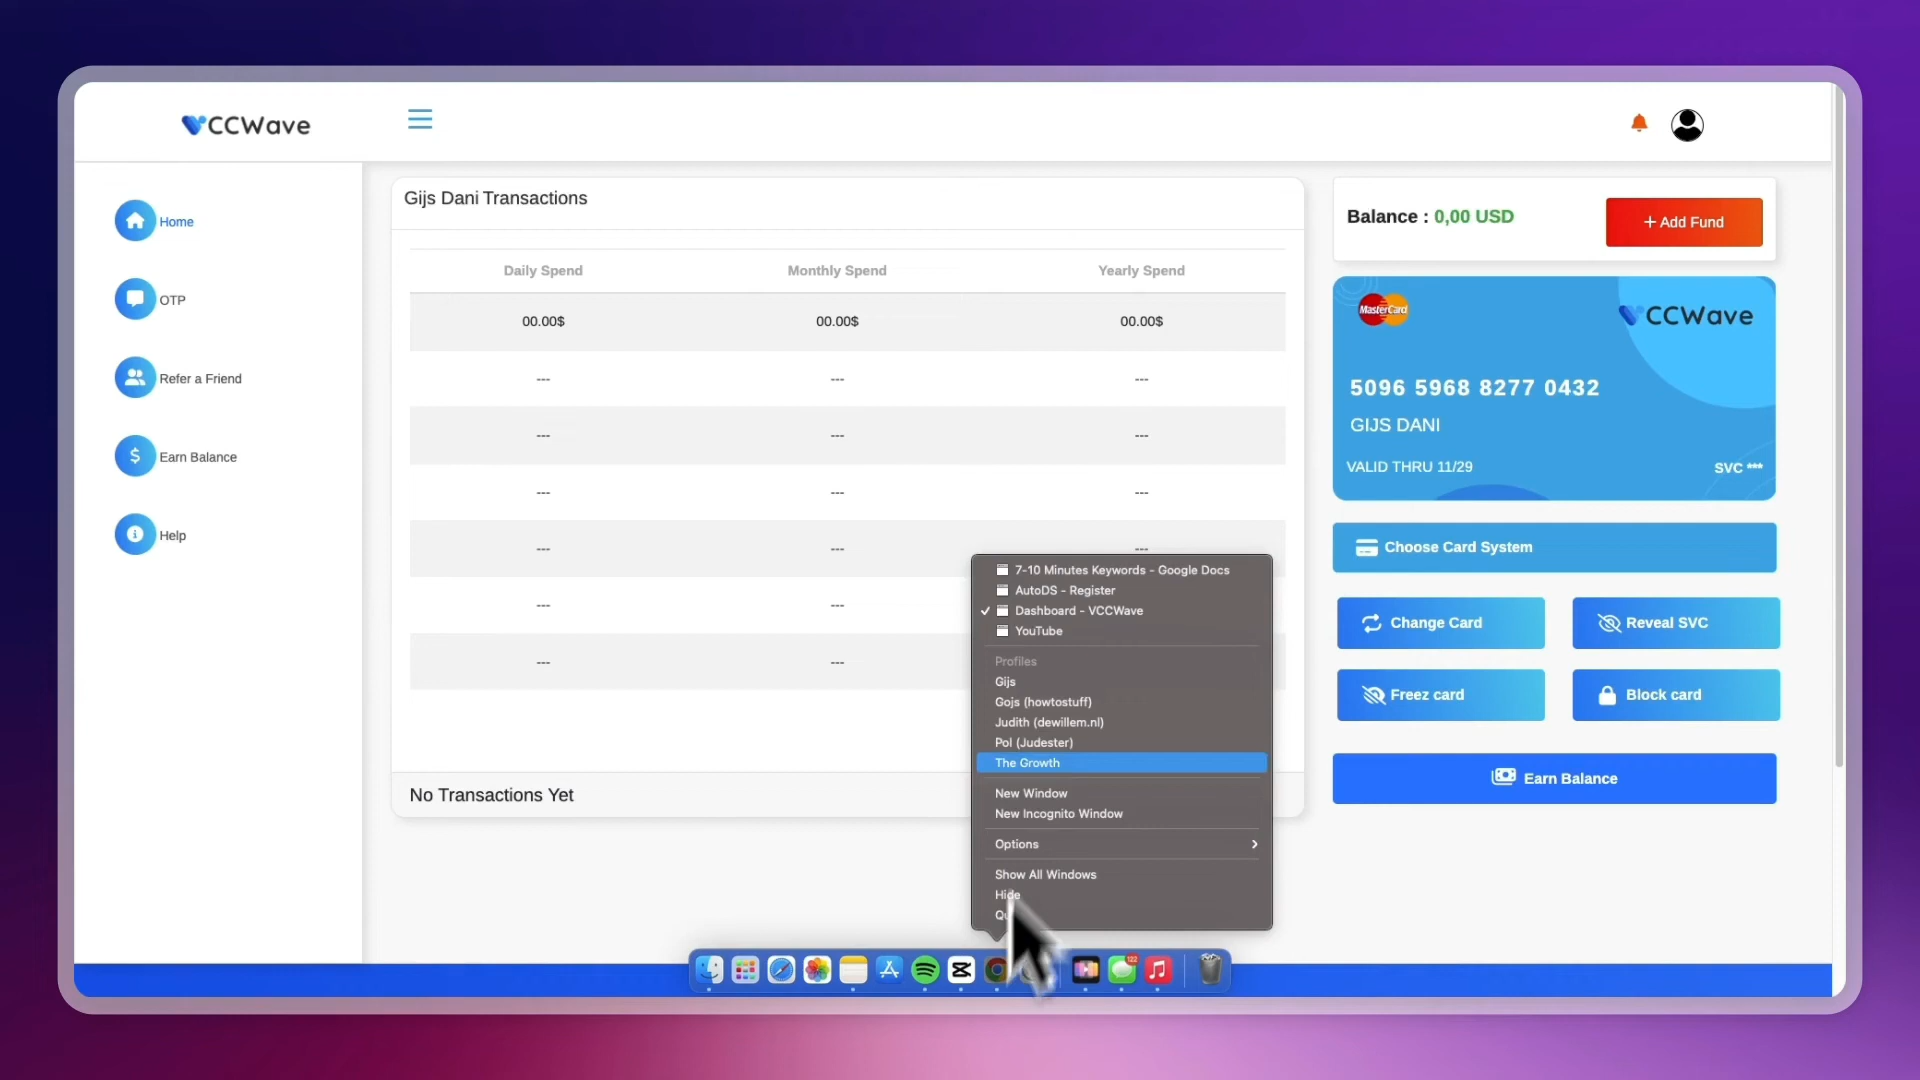 VCCWave
Home
OTP
Refer a Friend
Earn Balance
Help
Gijs Dani Transactions
Daily Spend Monthly Spend Yearly Spend
00.00$ 00.00$ 00.00$
--- --- ---
--- --- ---
--- --- ---
--- --- ---
--- ---
--- ---
No Transactions Yet
Balance : 0,00 USD
+ Add Fund
MasterCard
VCCWave
5096 5968 8277 0432
GIJS DANI
VALID THRU 11/29
SVC ***
Choose Card System
Change Card
Reveal SVC
Freez card
Block card
Earn Balance
7-10 Minutes Keywords - Google Docs
AutoDS - Register
Dashboard - VCCWave
YouTube
Profiles
Gijs
Gojs (howtostuff)
Judith (dewillem.nl)
Pol (Judester)
The Growth
New Window
New Incognito Window
Options
Show All Windows
Hide
122